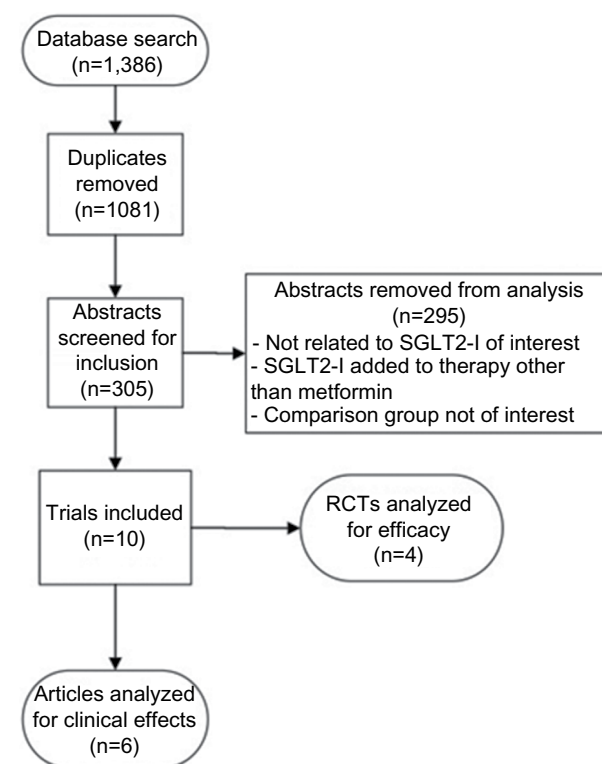 Database search
(n=1,386)
Duplicates
removed
(n=1081)
Abstracts
screened for
inclusion
(n=305)
Abstracts removed from analysis
(n=295)
- Not related to SGLT2-I of interest
- SGLT2-I added to therapy other
than metformin
- Comparison group not of interest
Trials included
(n=10)
RCTs analyzed
for efficacy
(n=4)
Articles analyzed
for clinical effects
(n=6)